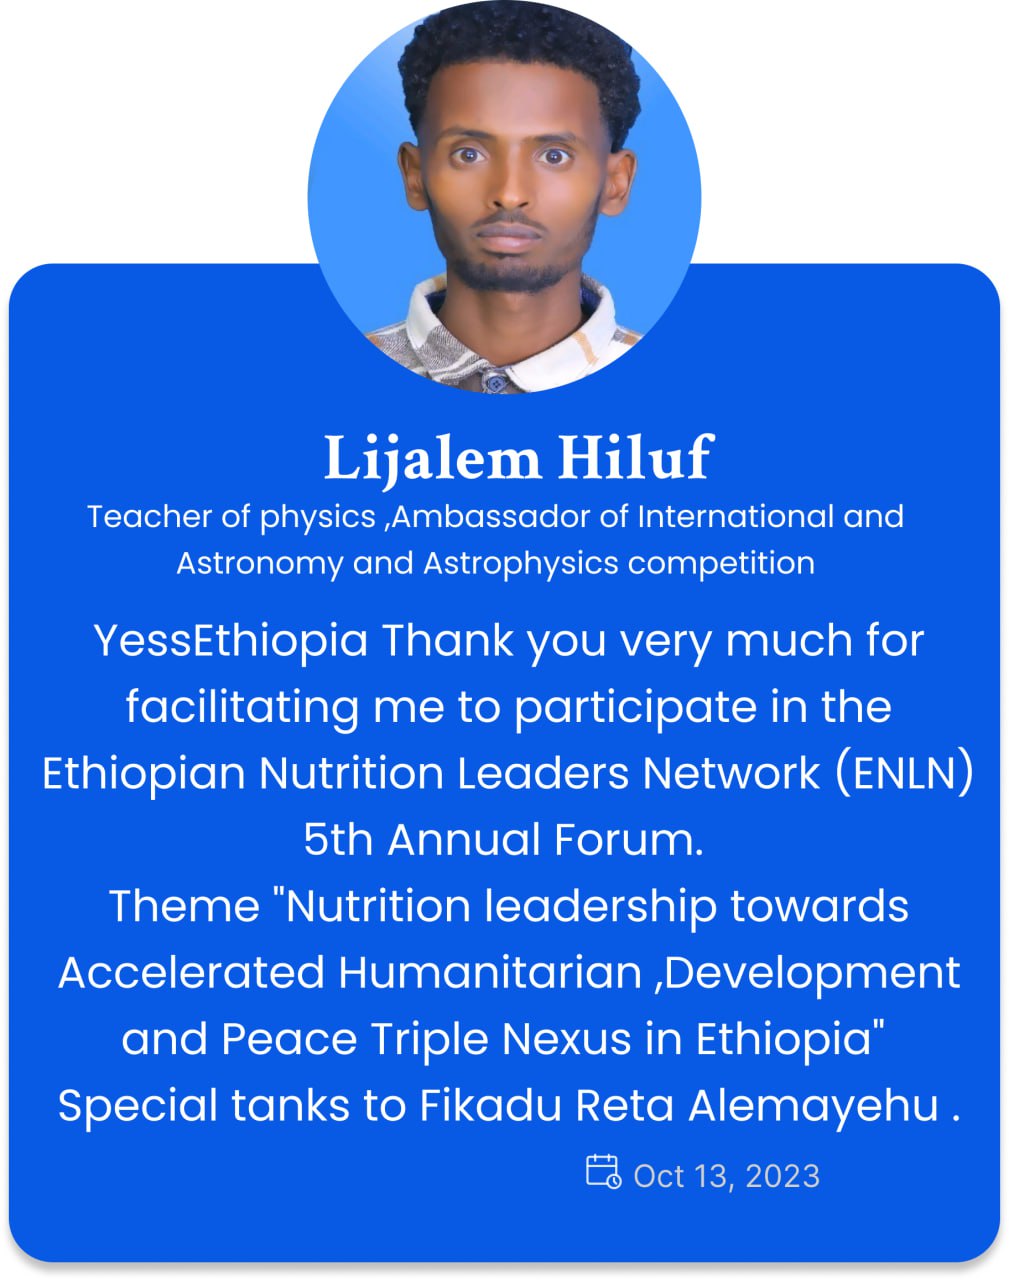 Lijalem Hiluf
Teacher of physics ,Ambassador of International and
Astronomy and Astrophysics competition
YessEthiopia Thank you very much for
facilitating me to participate in the
Ethiopian Nutrition Leaders Network (ENLN)
5th Annual Forum.
Theme "Nutrition leadership towards
Accelerated Humanitarian ,Development
and Peace Triple Nexus in Ethiopia"
Special tanks to Fikadu Reta Alemayehu .
Oct 13, 2023